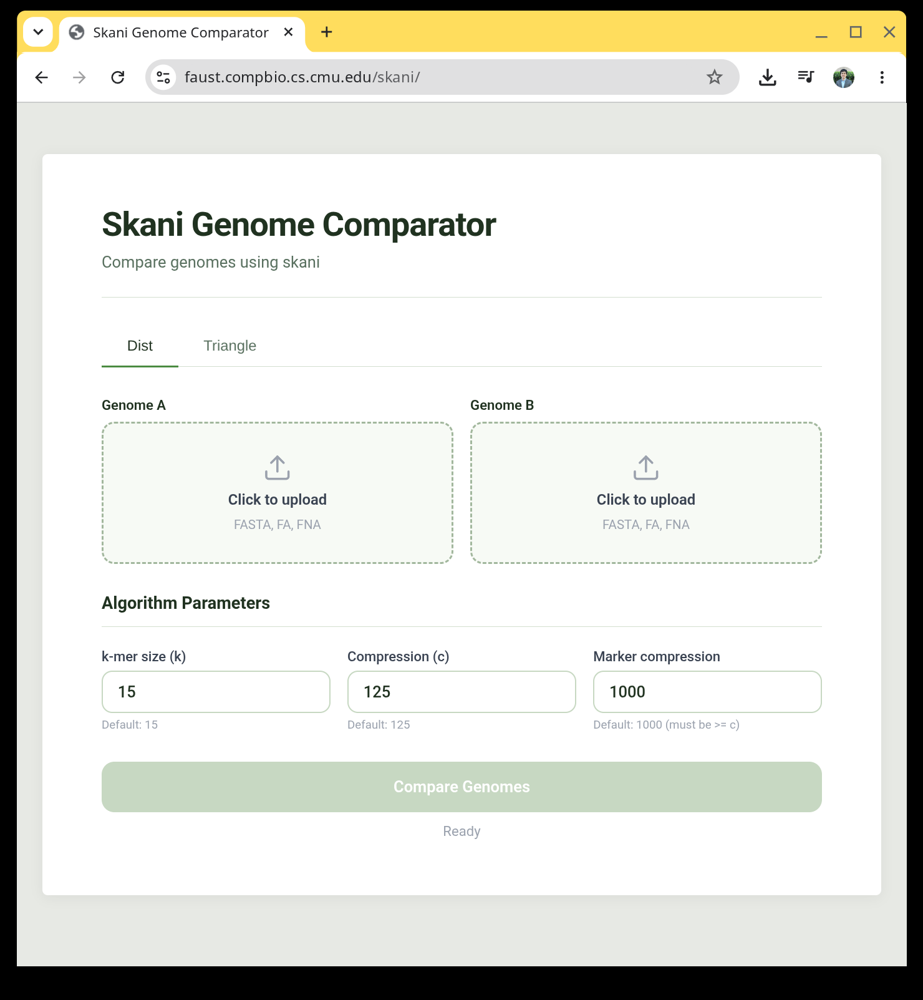 Skani Genome Comparator
faust.compbio.cs.cmu.edu/skani/
Skani Genome Comparator
Compare genomes using skani
Dist Triangle
Genome A Genome B
Click to upload Click to upload
FASTA, FA, FNA FASTA, FA, FNA
Algorithm Parameters
k-mer size (k) Compression (c) Marker compression
15 125 1000
Default: 15 Default: 125 Default: 1000 (must be >= c)
Compare Genomes
Ready